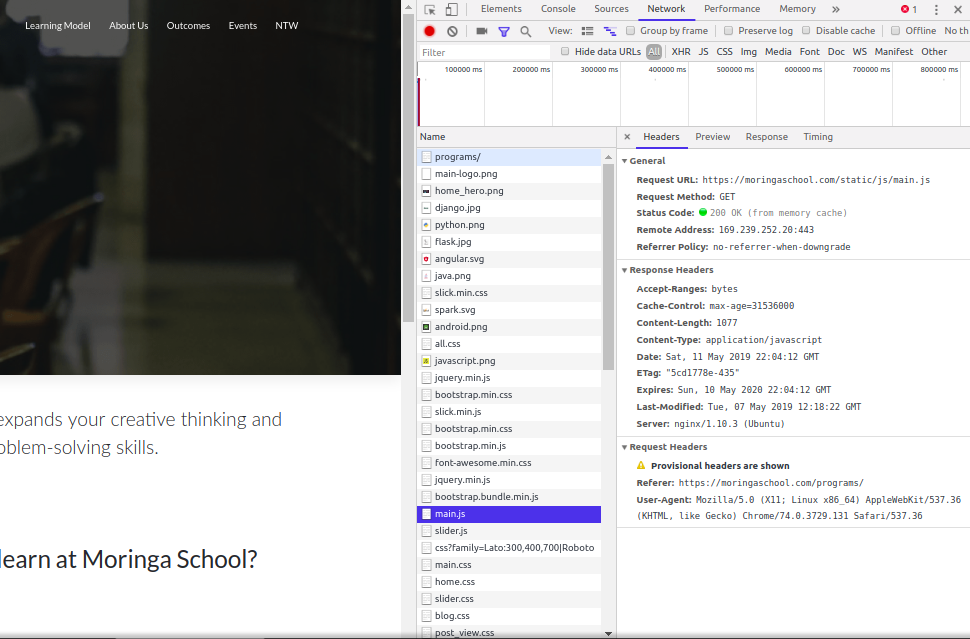 Learning Model About Us Outcomes Events NTW
expands your creative thinking and
oblem-solving skills.
learn at Moringa School?
Elements Console Sources Network Performance Memory » 1
View: Group by frame Preserve log Disable cache Offline No th
Filter Hide data URLs All XHR JS CSS Img Media Font Doc WS Manifest Other
100000 ms 200000 ms 300000 ms 400000 ms 500000 ms 600000 ms 700000 ms 800000 ms
Name
programs/
main-logo.png
home_hero.png
django.jpg
python.png
flask.jpg
angular.svg
java.png
slick.min.css
spark.svg
android.png
all.css
javascript.png
jquery.min.js
bootstrap.min.css
slick.min.js
bootstrap.min.css
bootstrap.min.js
font-awesome.min.css
jquery.min.js
bootstrap.bundle.min.js
main.js
slider.js
css?family=Lato:300,400,700|Roboto
main.css
home.css
slider.css
blog.css
post_view.css
× Headers Preview Response Timing
General
Request URL: https://moringaschool.com/static/js/main.js
Request Method: GET
Status Code: 200 OK (from memory cache)
Remote Address: 169.239.252.20:443
Referrer Policy: no-referrer-when-downgrade
Response Headers
Accept-Ranges: bytes
Cache-Control: max-age=31536000
Content-Length: 1077
Content-Type: application/javascript
Date: Sat, 11 May 2019 22:04:12 GMT
ETag: "5cd1778e-435"
Expires: Sun, 10 May 2020 22:04:12 GMT
Last-Modified: Tue, 07 May 2019 12:18:22 GMT
Server: nginx/1.10.3 (Ubuntu)
Request Headers
Provisional headers are shown
Referer: https://moringaschool.com/programs/
User-Agent: Mozilla/5.0 (X11; Linux x86_64) AppleWebKit/537.36
(KHTML, like Gecko) Chrome/74.0.3729.131 Safari/537.36